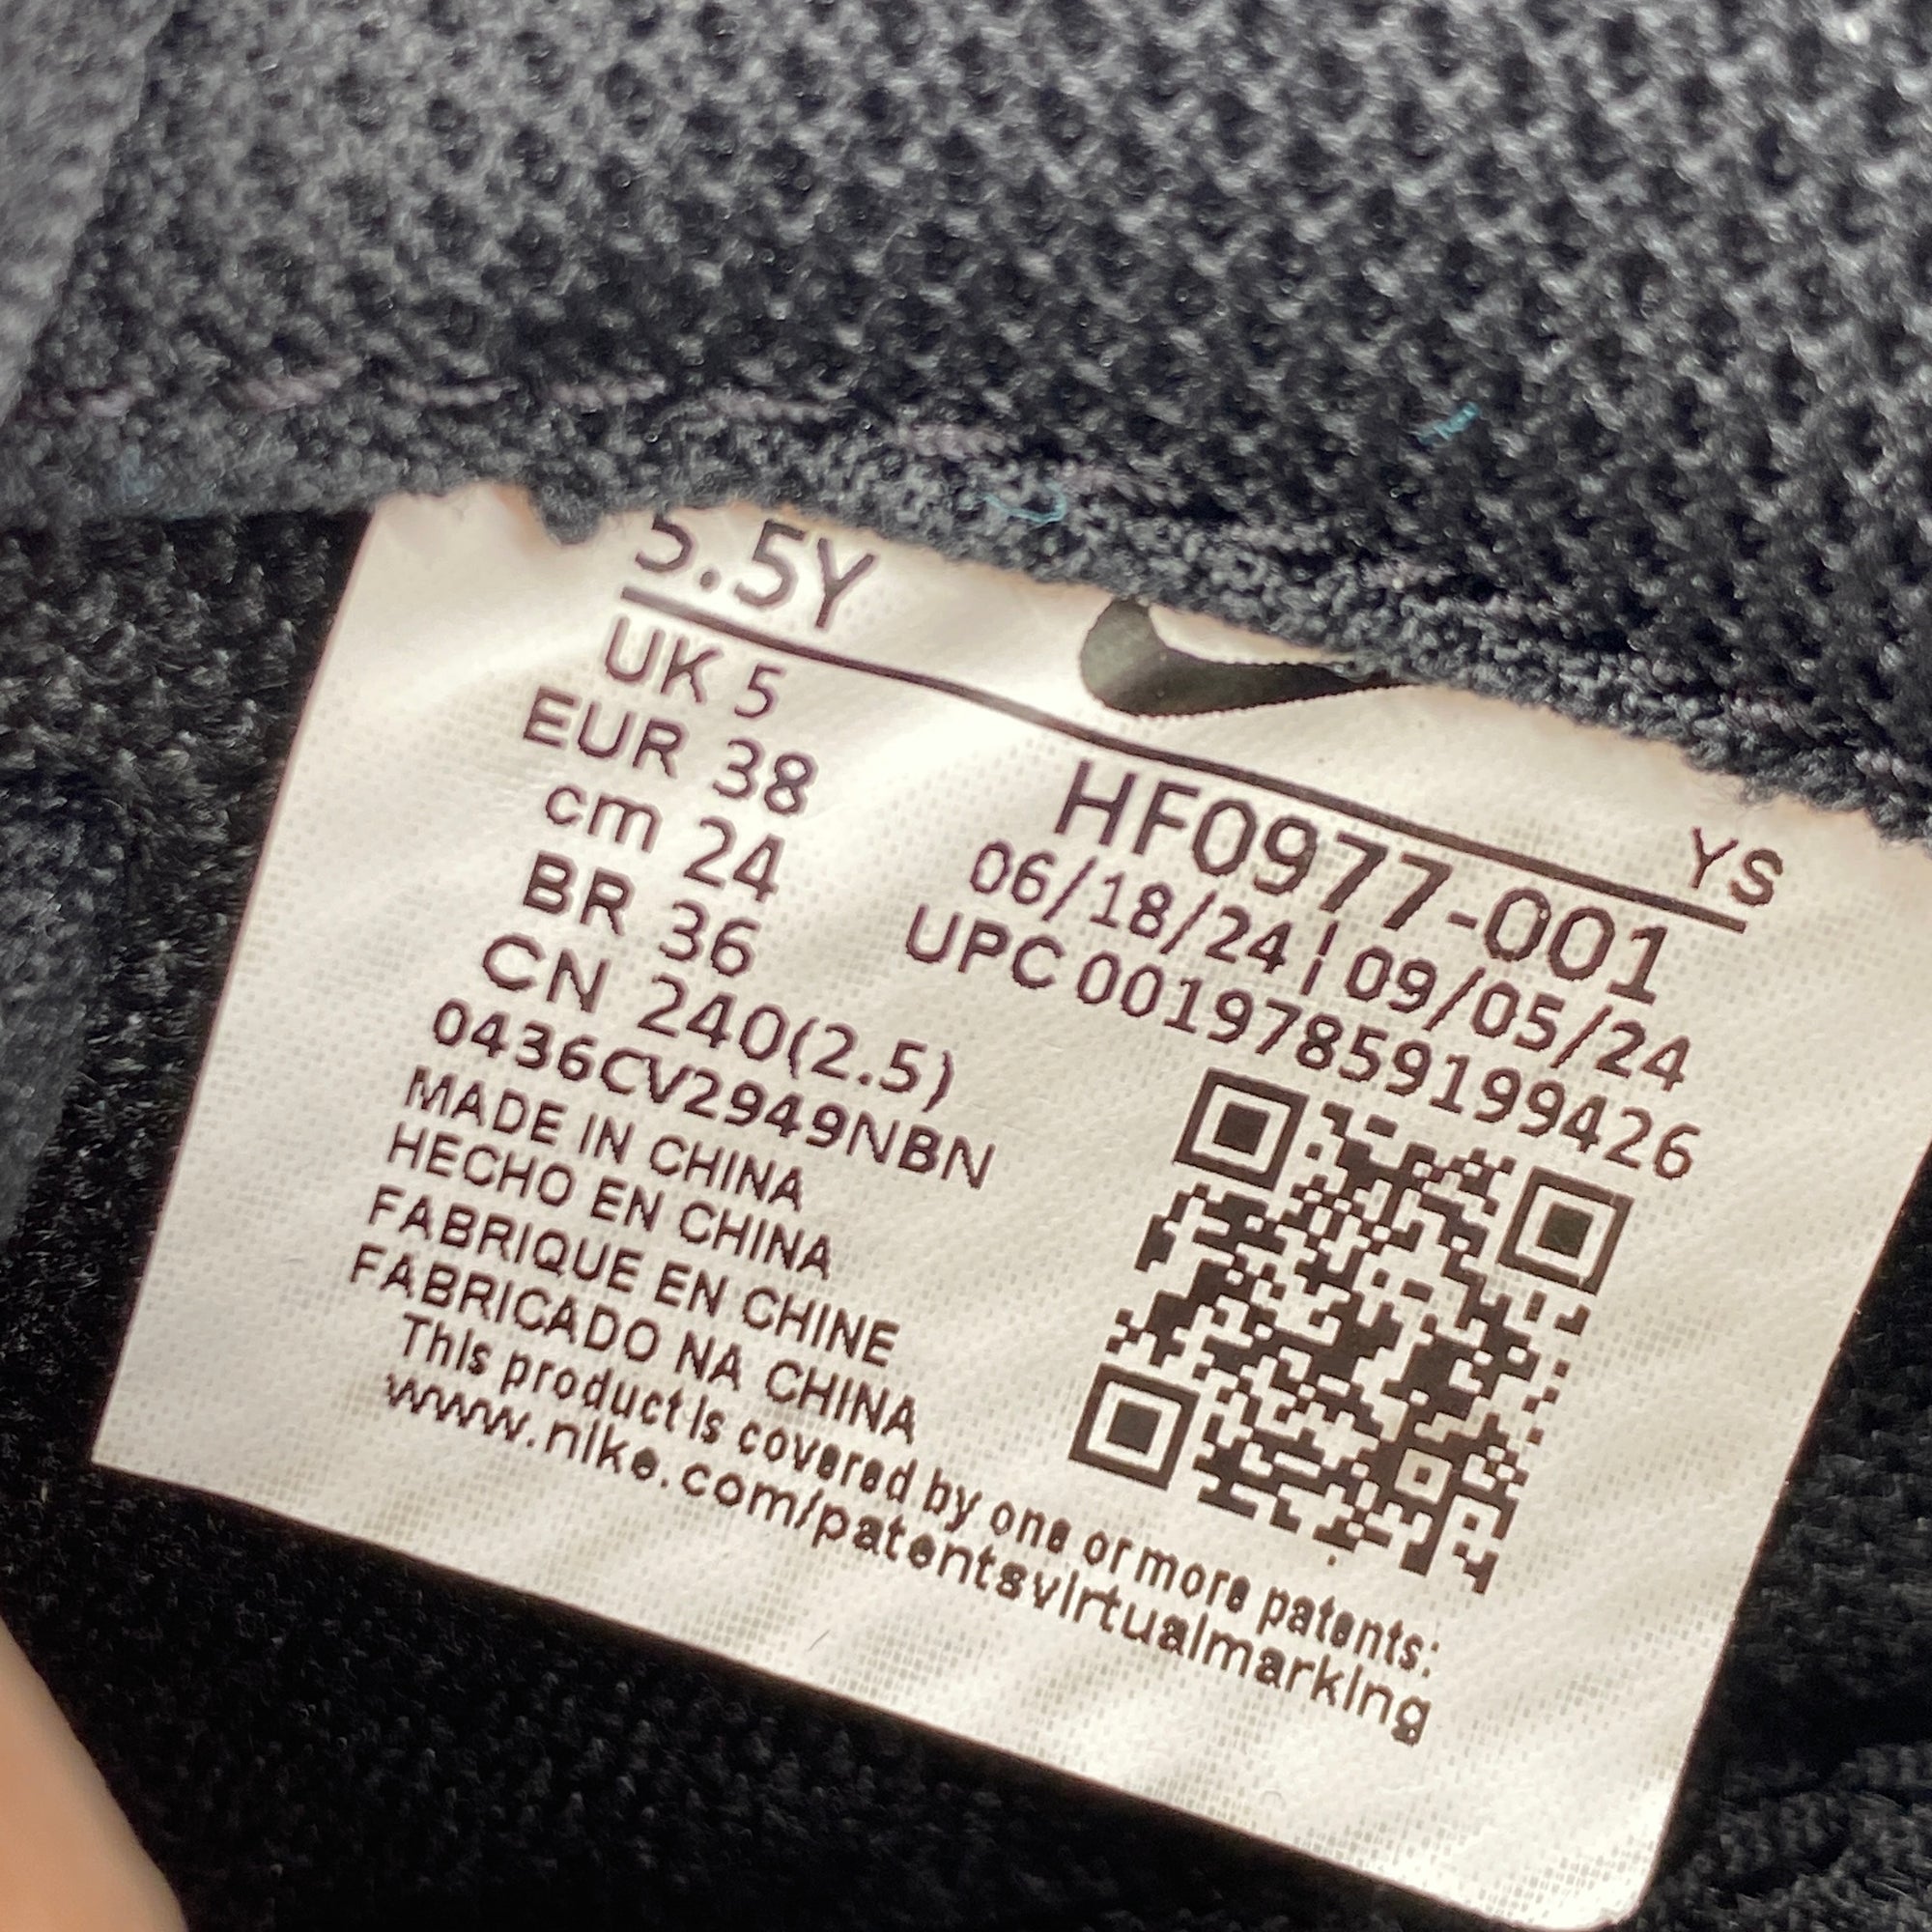 5.5Y
UK 5
EUR 38
cm 24
BR 36
CN 240(2.5)
0436CV2949NBN
MADE IN CHINA
HECHO EN CHINA
FABRIQUE EN CHINE
FABRICADO NA CHINA
This product is covered by one or more patents:
www.nike.com/patentsvirtualmarking
YS
HF0977-001
06/18/24 | 09/05/24
UPC 00197859199426